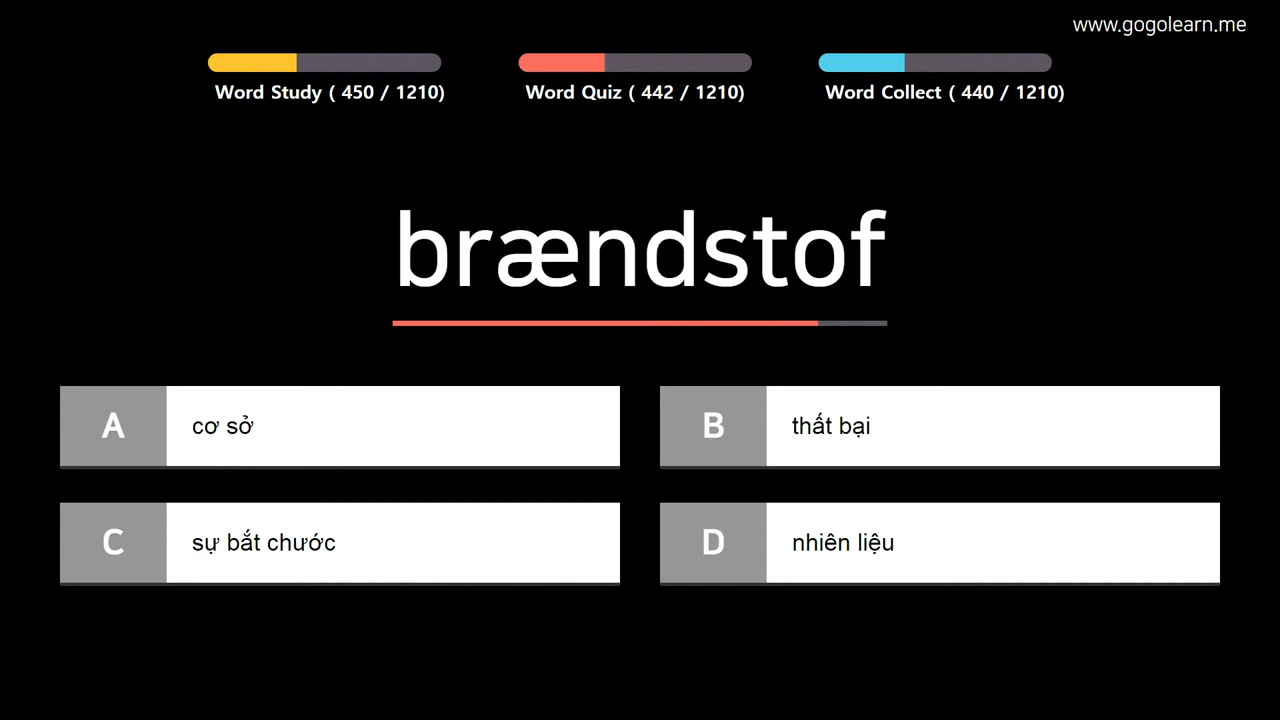 www.gogolearn.me
Word Study ( 450 / 1210)
Word Quiz ( 442 / 1210)
Word Collect ( 440 / 1210)
brændstof
A cơ sở
B thất bại
C sự bắt chước
D nhiên liệu